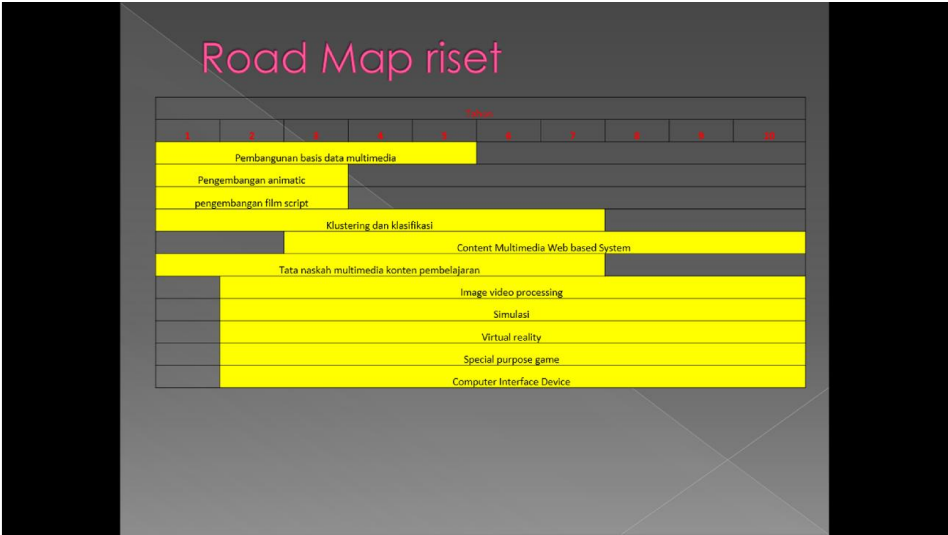 Road Map riset
Tahun
1 2 3 4 5 6 7 8 9 10
Pembangunan basis data multimedia
Pengembangan animatic
pengembangan film script
Klustering dan klasifikasi
Content Multimedia Web based System
Tata naskah multimedia konten pembelajaran
Image video processing
Simulasi
Virtual reality
Special purpose game
Computer Interface Device